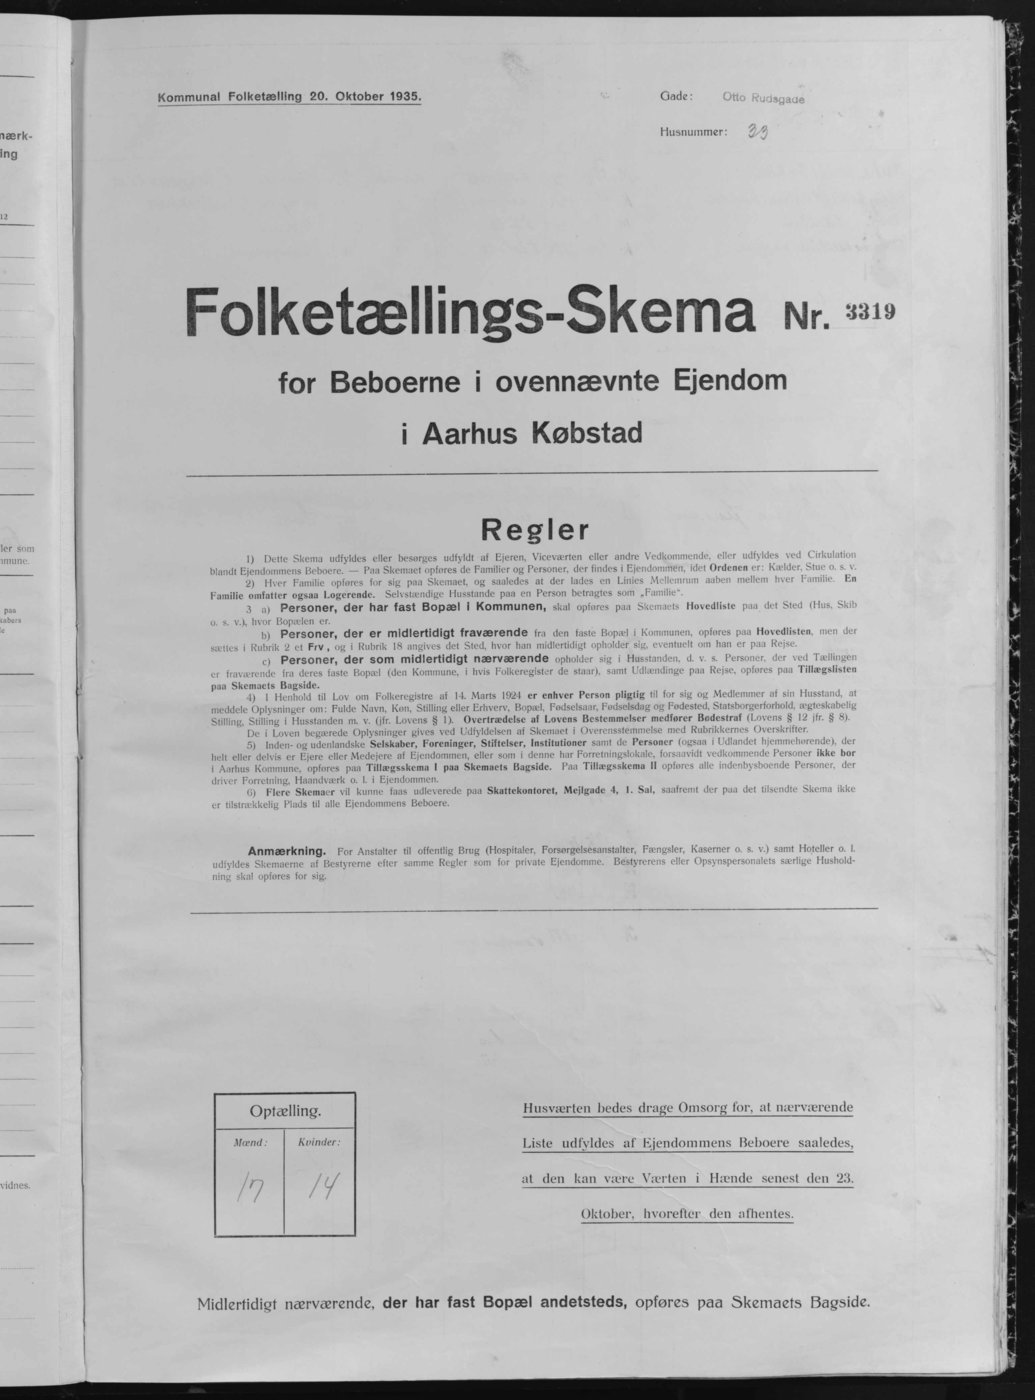 nærk-
ing
12
ler som
mmune.
paa
kabers
le
vidnes.
Kommunal Folketælling 20. Oktober 1935.
Gade: Otto Rudsgade
Husnummer: 33
Folketællings-Skema Nr. 3319
for Beboerne i ovennævnte Ejendom
i Aarhus Købstad
Regler
1) Dette Skema udfyldes eller besørges udfyldt af Ejeren, Viceværten eller andre Vedkommende, eller udfyldes ved Cirkulation
blandt Ejendommens Beboere. — Paa Skemaet opføres de Familier og Personer, der findes i Ejendommen, idet Ordenen er: Kælder, Stue o. s. v.
2) Hver Familie opføres for sig paa Skemaet, og saaledes at der lades en Linies Mellemrum aaben mellem hver Familie. En
Familie omfatter ogsaa Logerende. Selvstændige Husstande paa en Person betragtes som „Familie“.
3 a) Personer, der har fast Bopæl i Kommunen, skal opføres paa Skemaets Hovedliste paa det Sted (Hus, Skib
o. s. v.), hvor Bopælen er.
b) Personer, der er midlertidigt fraværende fra den faste Bopæl i Kommunen, opføres paa Hovedlisten, men der
sættes i Rubrik 2 et Frv , og i Rubrik 18 angives det Sted, hvor han midlertidigt opholder sig, eventuelt om han er paa Rejse.
c) Personer, der som midlertidigt nærværende opholder sig i Husstanden, d. v. s. Personer, der ved Tællingen
er fraværende fra deres faste Bopæl (den Kommune, i hvis Folkeregister de staar), samt Udlændinge paa Rejse, opføres paa Tillægslisten
paa Skemaets Bagside.
4) I Henhold til Lov om Folkeregistre af 14. Marts 1924 er enhver Person pligtig til for sig og Medlemmer af sin Husstand, at
meddele Oplysninger om: Fulde Navn, Køn, Stilling eller Erhverv, Bopæl, Fødselsaar, Fødselsdag og Fødested, Statsborgerforhold, ægteskabelig
Stilling, Stilling i Husstanden m. v. (jfr. Lovens § 1). Overtrædelse af Lovens Bestemmelser medfører Bødestraf (Lovens § 12 jfr. § 8).
De i Loven begærede Oplysninger gives ved Udfyldelsen af Skemaet i Overensstemmelse med Rubrikkernes Overskrifter.
5) Inden- og udenlandske Selskaber, Foreninger, Stiftelser, Institutioner samt de Personer (ogsaa i Udlandet hjemmehørende), der
helt eller delvis er Ejere eller Medejere af Ejendommen, eller som i denne har Forretningslokale, forsaavidt vedkommende Personer ikke bor
i Aarhus Kommune, opføres paa Tillægsskema I paa Skemaets Bagside. Paa Tillægsskema II opføres alle indenbysboende Personer, der
driver Forretning, Haandværk o. l. i Ejendommen.
6) Flere Skemaer vil kunne faas udleverede paa Skattekontoret, Mejlgade 4, 1. Sal, saafremt der paa det tilsendte Skema ikke
er tilstrækkelig Plads til alle Ejendommens Beboere.
Anmærkning. For Anstalter til offentlig Brug (Hospitaler, Forsørgelsesanstalter, Fængsler, Kaserner o. s. v.) samt Hoteller o. l.
udfyldes Skemaerne af Bestyrerne efter samme Regler som for private Ejendomme. Bestyrerens eller Opsynspersonalets særlige Hushold-
ning skal opføres for sig.
Optælling.
Mænd: Kvinder:
17 14
Husværten bedes drage Omsorg for, at nærværende
Liste udfyldes af Ejendommens Beboere saaledes,
at den kan være Værten i Hænde senest den 23.
Oktober, hvorefter den afhentes.
Midlertidigt nærværende, der har fast Bopæl andetsteds, opføres paa Skemaets Bagside.